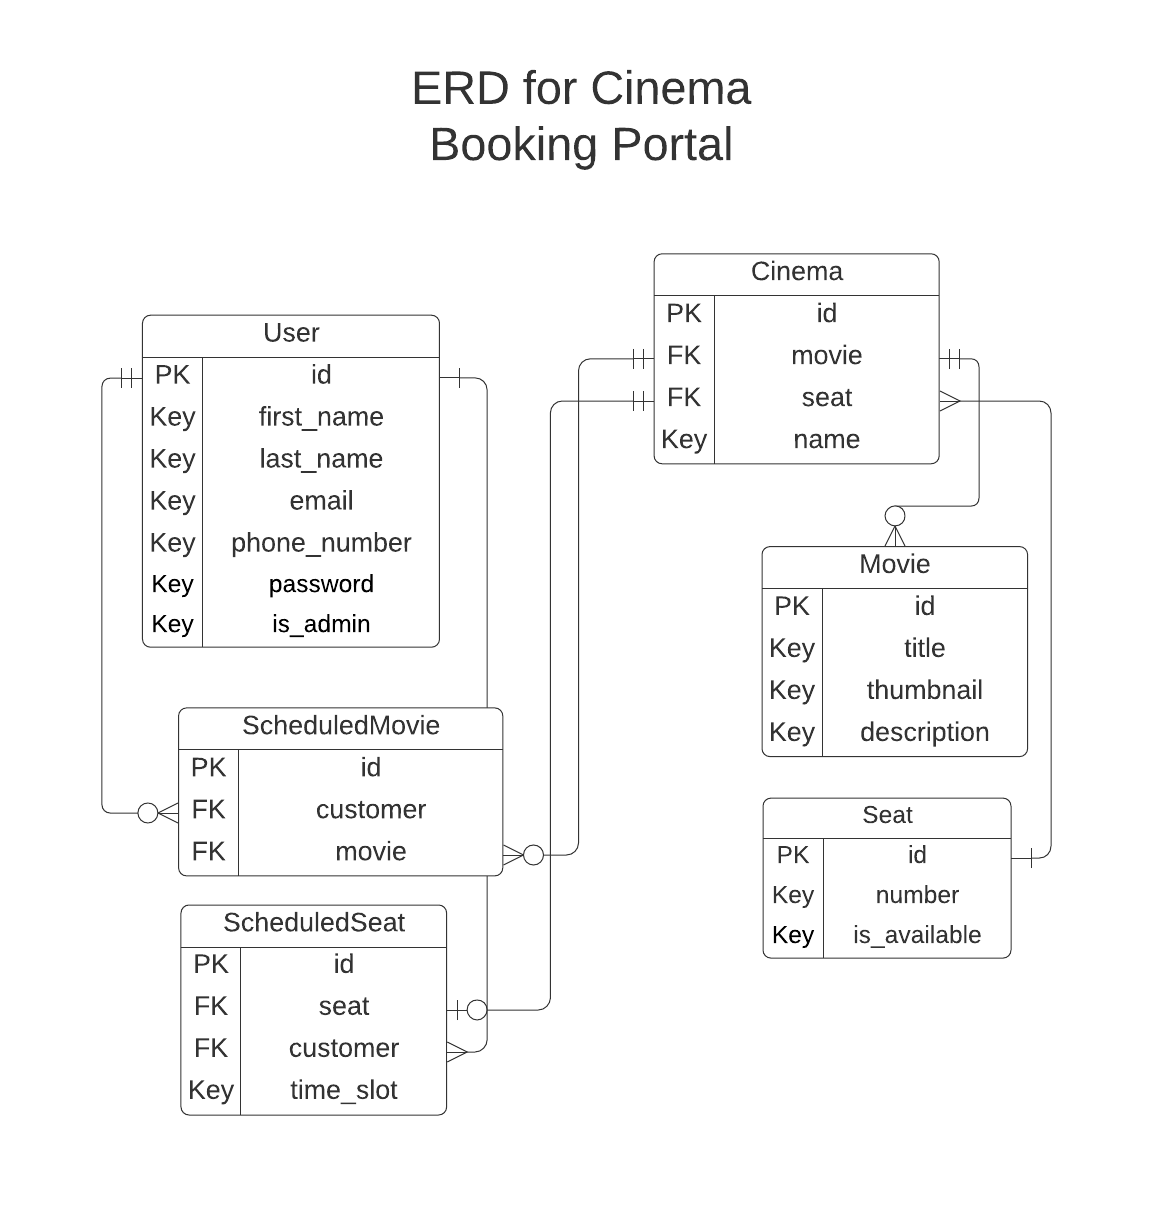 ERD for Cinema
Booking Portal
Cinema
PK id
FK movie
FK seat
Key name
User
PK id
Key first_name
Key last_name
Key email
Key phone_number
Key password
Key is_admin
Movie
PK id
Key title
Key thumbnail
Key description
ScheduledMovie
PK id
FK customer
FK movie
Seat
PK id
Key number
Key is_available
ScheduledSeat
PK id
FK seat
FK customer
Key time_slot